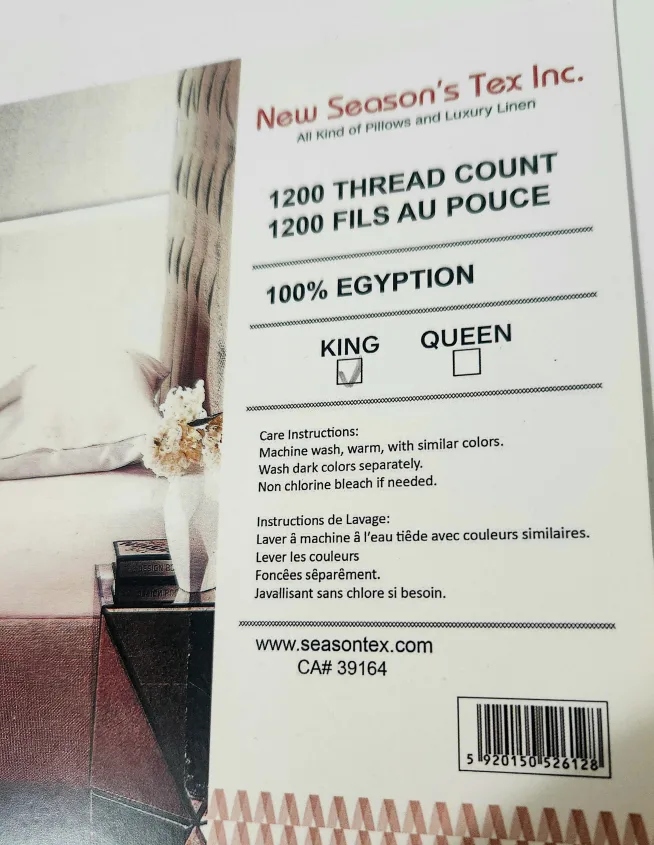 New Season's Tex Inc.
All Kind of Pillows and Luxury Linen
1200 THREAD COUNT
1200 FILS AU POUCE
100% EGYPTION
KING QUEEN
Care Instructions:
Machine wash, warm, with similar colors.
Wash dark colors separately.
Non chlorine bleach if needed.
Instructions de Lavage:
Laver â machine â l'eau tiêde avec couleurs similaires.
Lever les couleurs
Foncêes sêparêment.
Javallisant sans chlore si besoin.
www.seasontex.com
CA# 39164
5 920150 526128